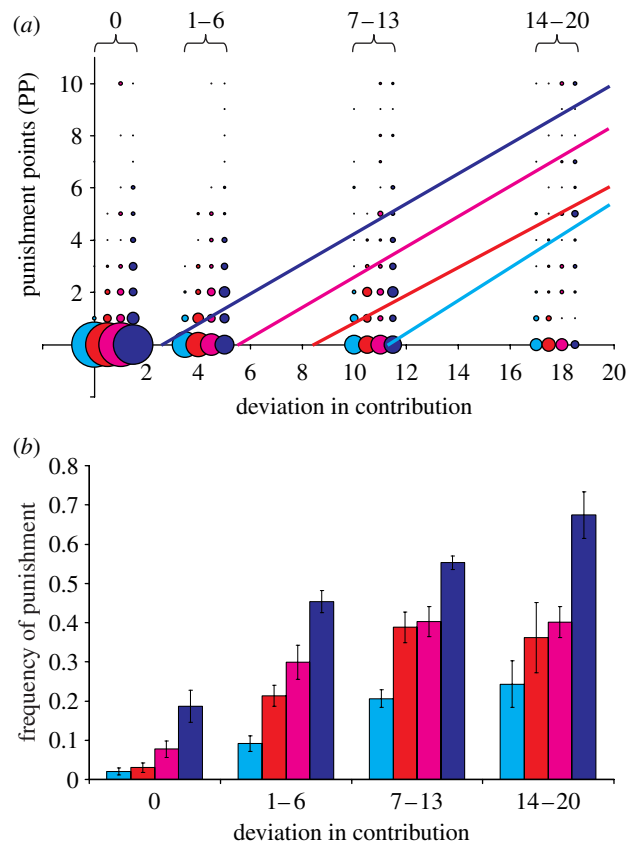 (a)
0 1–6 7–13 14–20
10
8
6
4
2
punishment points (PP)
2 4 6 8 10 12 14 16 18 20
deviation in contribution
(b)
0.8
0.7
0.6
0.5
0.4
0.3
0.2
0.1
0
frequency of punishment
0 1–6 7–13 14–20
deviation in contribution